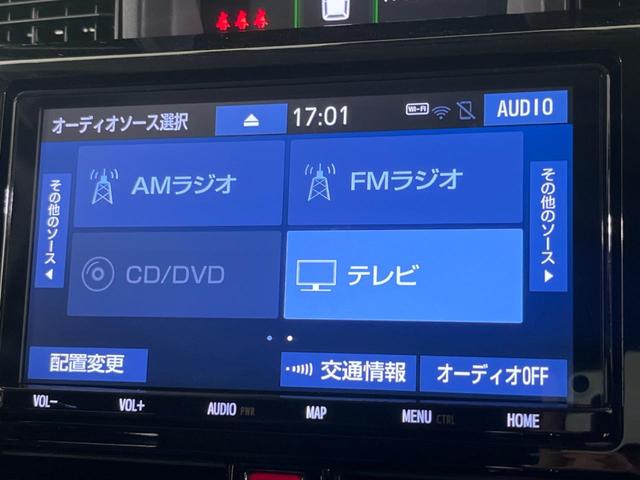 オーディオソース選択
17:01
Wi-Fi
AUDIO
その他のソース
AMラジオ
FMラジオ
その他のソース
CD/DVD
テレビ
配置変更
交通情報
オーディオOFF
VOL-
VOL+
AUDIO PWR
MAP
MENU CTRL
HOME